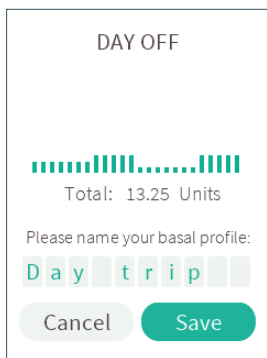 DAY OFF
Total: 13.25 Units
Please name your basal profile:
Day trip
Cancel Save